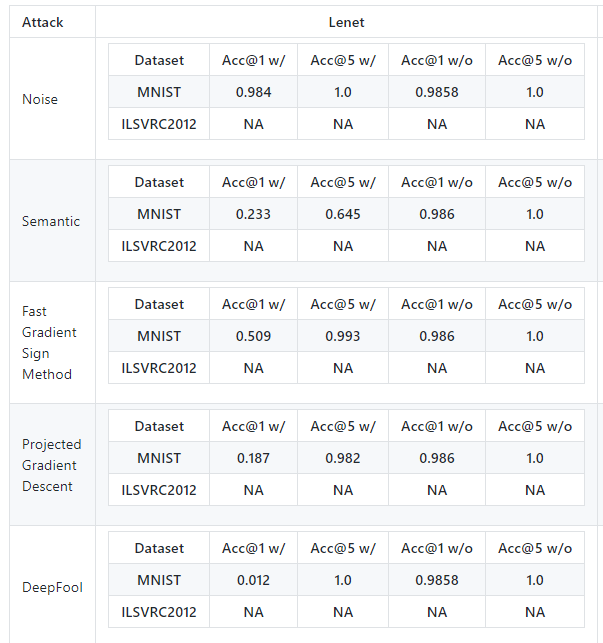 Attack Lenet
Noise
Dataset Acc@1 w/ Acc@5 w/ Acc@1 w/o Acc@5 w/o
MNIST 0.984 1.0 0.9858 1.0
ILSVRC2012 NA NA NA NA
Semantic
Dataset Acc@1 w/ Acc@5 w/ Acc@1 w/o Acc@5 w/o
MNIST 0.233 0.645 0.986 1.0
ILSVRC2012 NA NA NA NA
Fast
Gradient
Sign
Method
Dataset Acc@1 w/ Acc@5 w/ Acc@1 w/o Acc@5 w/o
MNIST 0.509 0.993 0.986 1.0
ILSVRC2012 NA NA NA NA
Projected
Gradient
Descent
Dataset Acc@1 w/ Acc@5 w/ Acc@1 w/o Acc@5 w/o
MNIST 0.187 0.982 0.986 1.0
ILSVRC2012 NA NA NA NA
DeepFool
Dataset Acc@1 w/ Acc@5 w/ Acc@1 w/o Acc@5 w/o
MNIST 0.012 1.0 0.9858 1.0
ILSVRC2012 NA NA NA NA